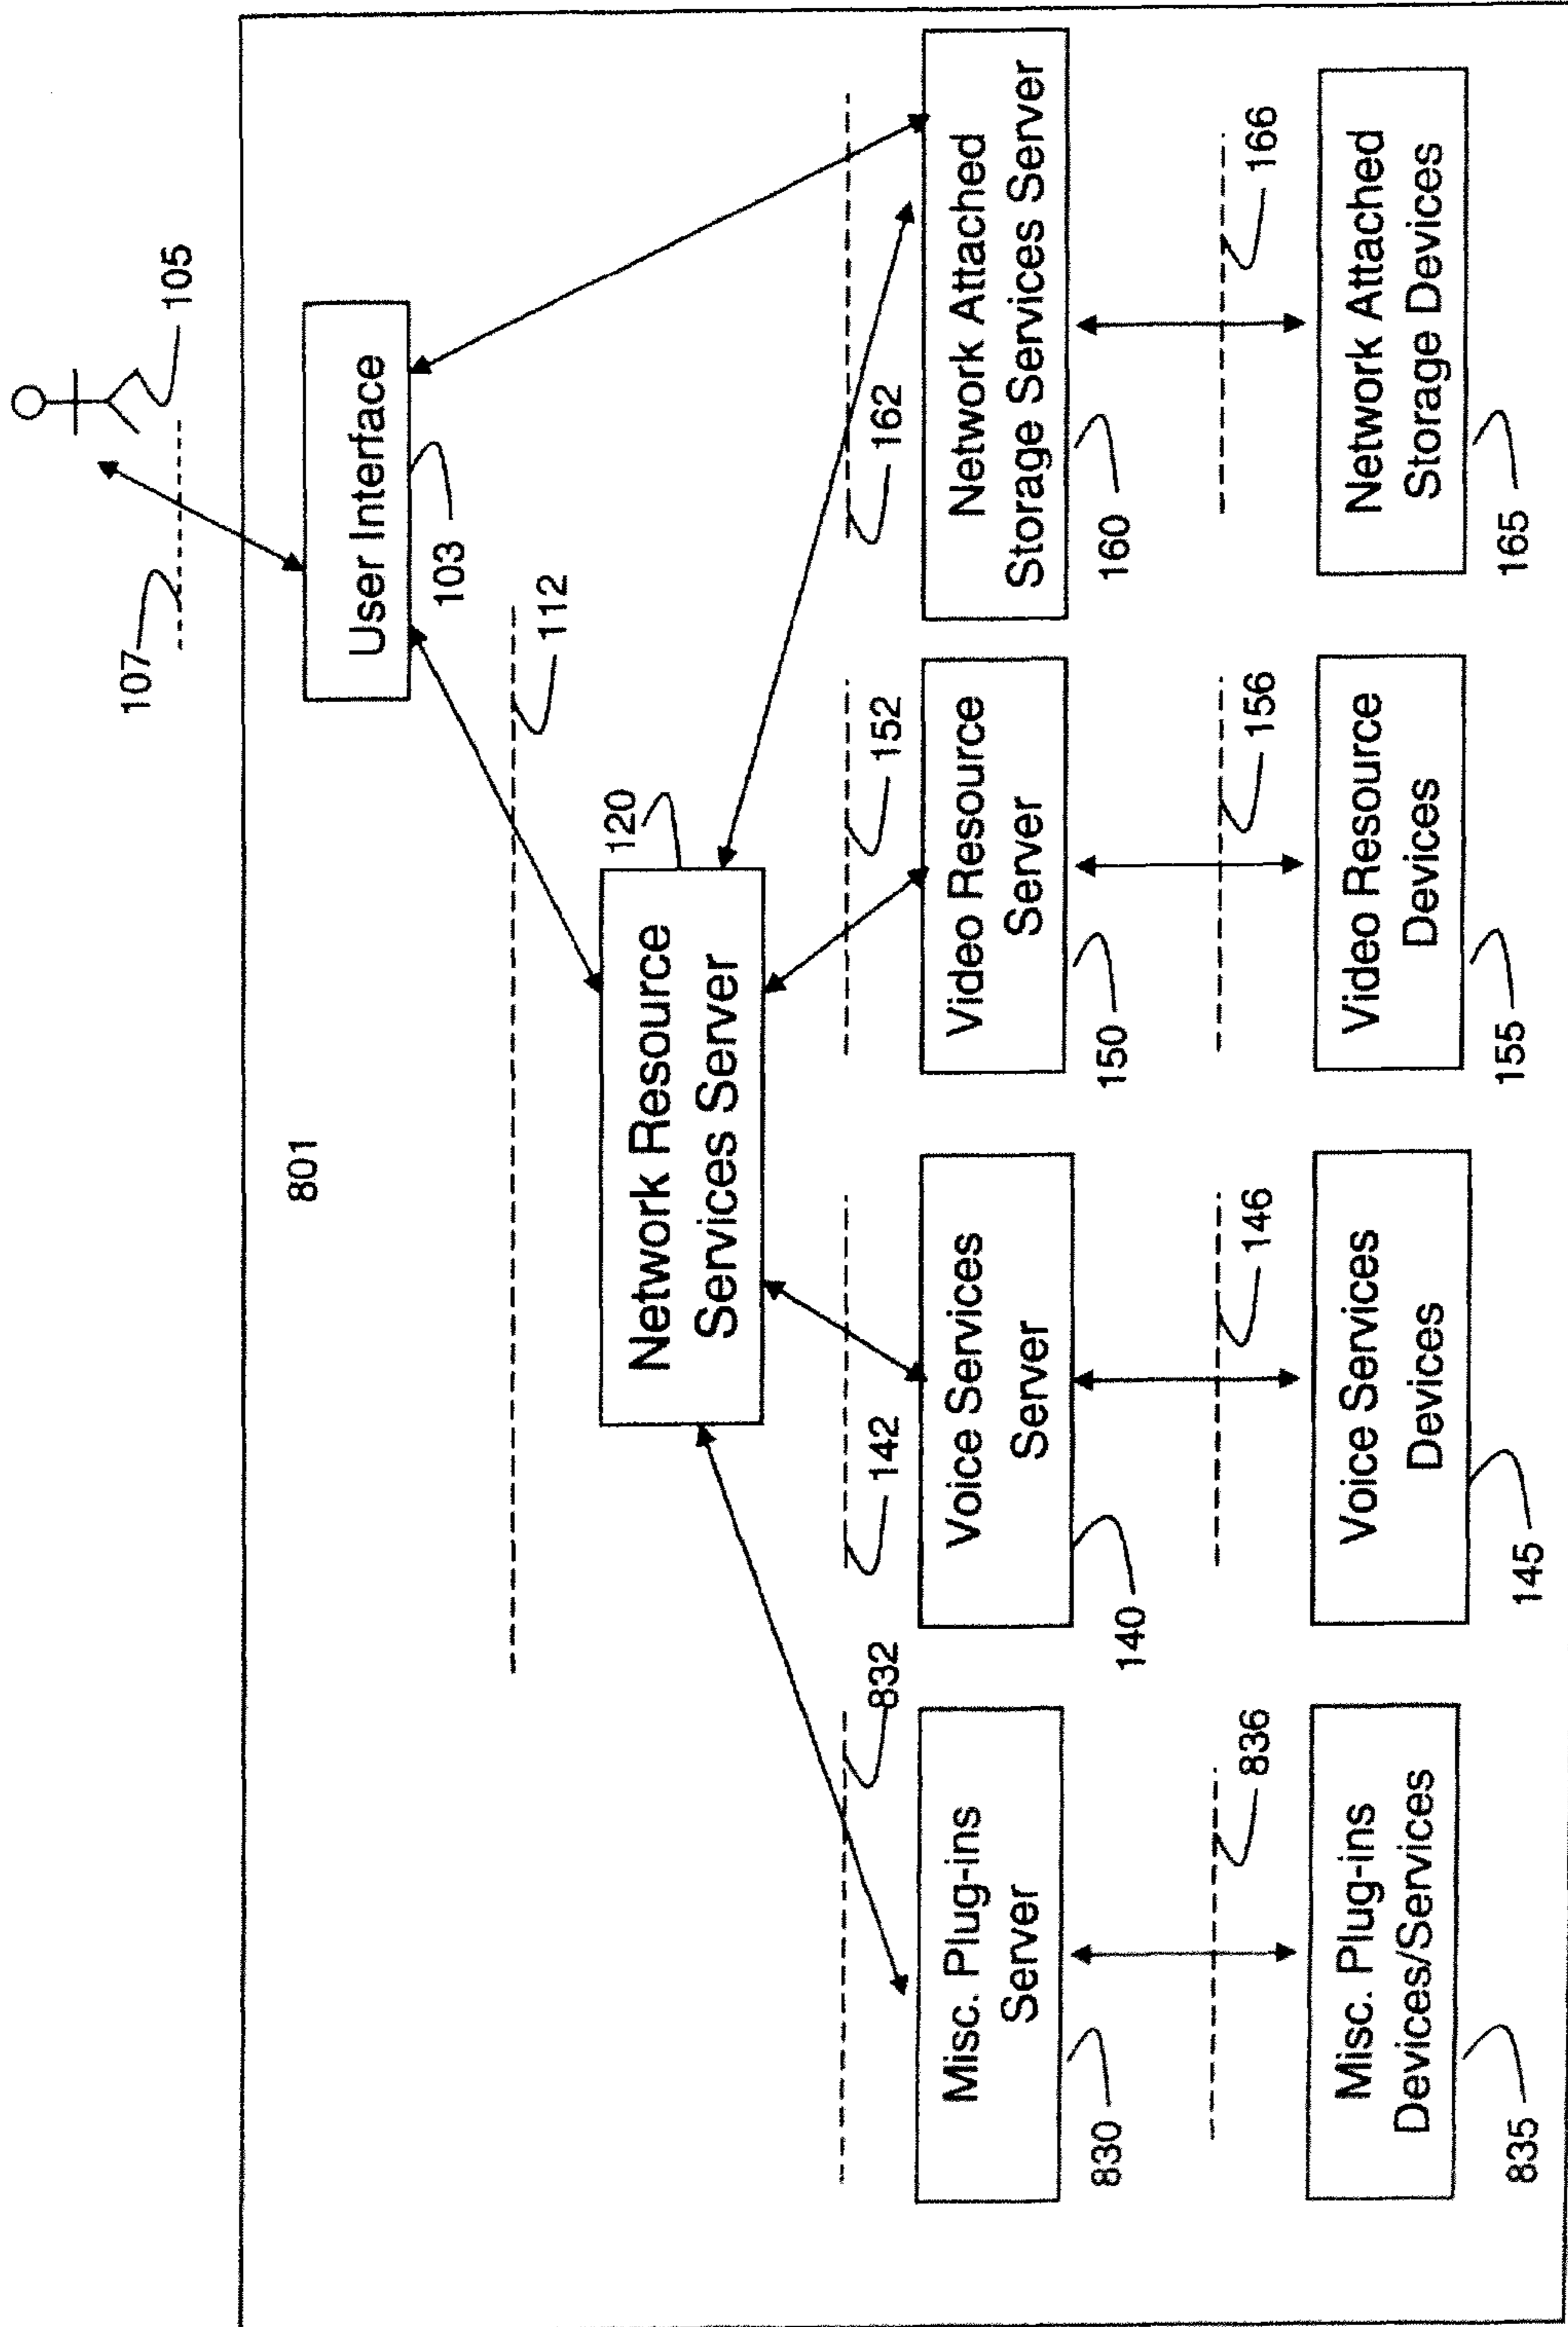 105
107
801
User Interface
103
112
120
Network Resource
Services Server
832
142
152
162
Misc. Plug-ins
Server
830
Voice Services
Server
140
Video Resource
Server
150
Network Attached
Storage Services Server
160
836
146
156
166
Misc. Plug-ins
Devices/Services
835
Voice Services
Devices
145
Video Resource
Devices
155
Network Attached
Storage Devices
165